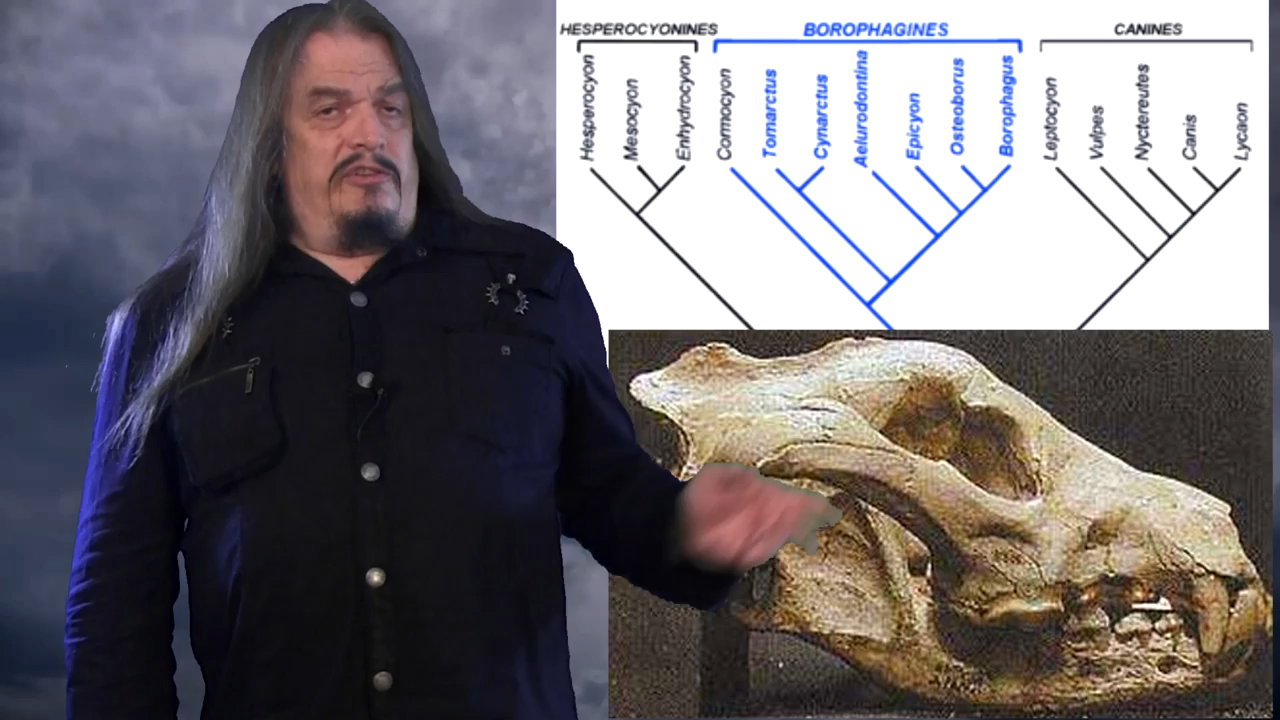 HESPEROCYONINES
BOROPHAGINES
CANINES
Hesperocyon
Mesocyon
Enhydrocyon
Cormocyon
Tomarctus
Cynarctus
Aelurodontina
Epicyon
Osteoborus
Borophagus
Leptocyon
Vulpes
Nyctereutes
Canis
Lycaon